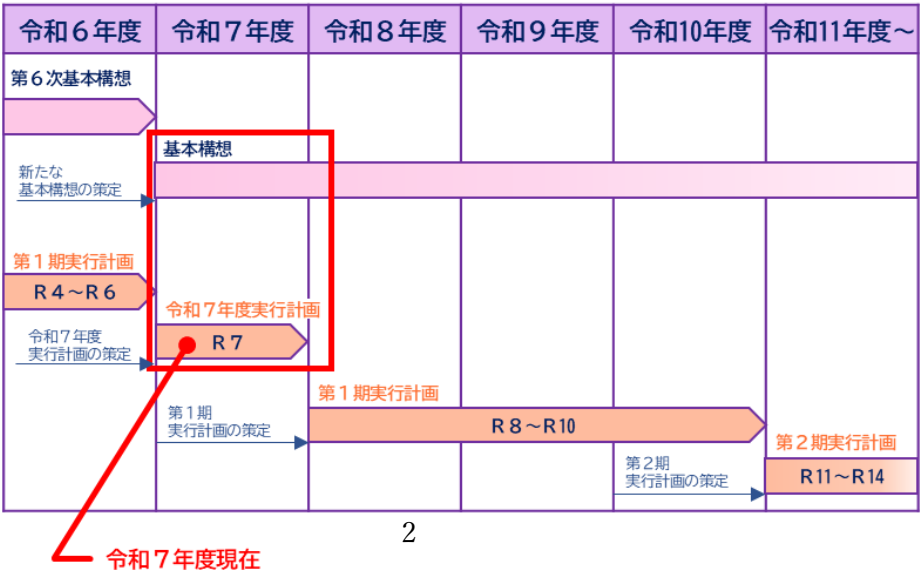 令和６年度 令和７年度 令和８年度 令和９年度 令和10年度 令和11年度～
第６次基本構想
基本構想
新たな
基本構想の策定
第１期実行計画
Ｒ４～Ｒ６
令和７年度実行計画
Ｒ７
令和７年度
実行計画の策定
第１期実行計画
Ｒ８～Ｒ10
第１期
実行計画の策定
第２期実行計画
Ｒ11～Ｒ14
第２期
実行計画の策定
2
令和７年度現在